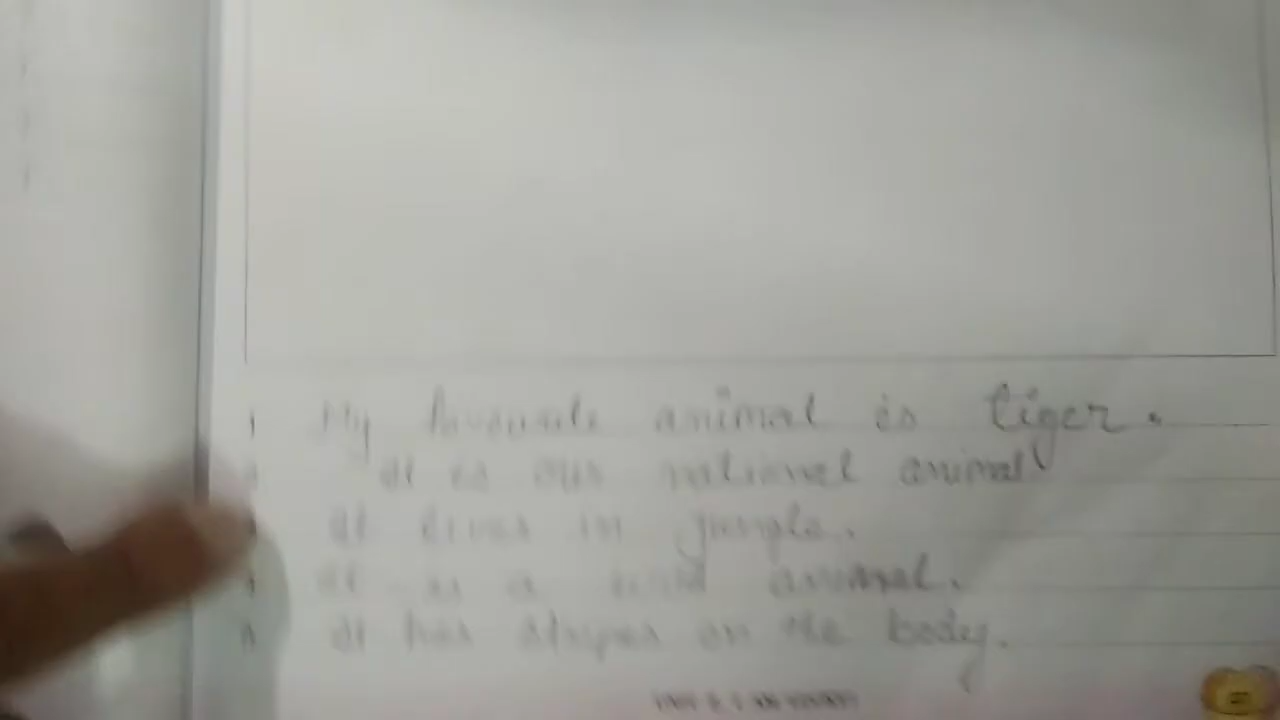 1 My favourite animal is tiger.
It is our national animal
It lives in jungle.
It is a wild animal.
It has stripes on the body.